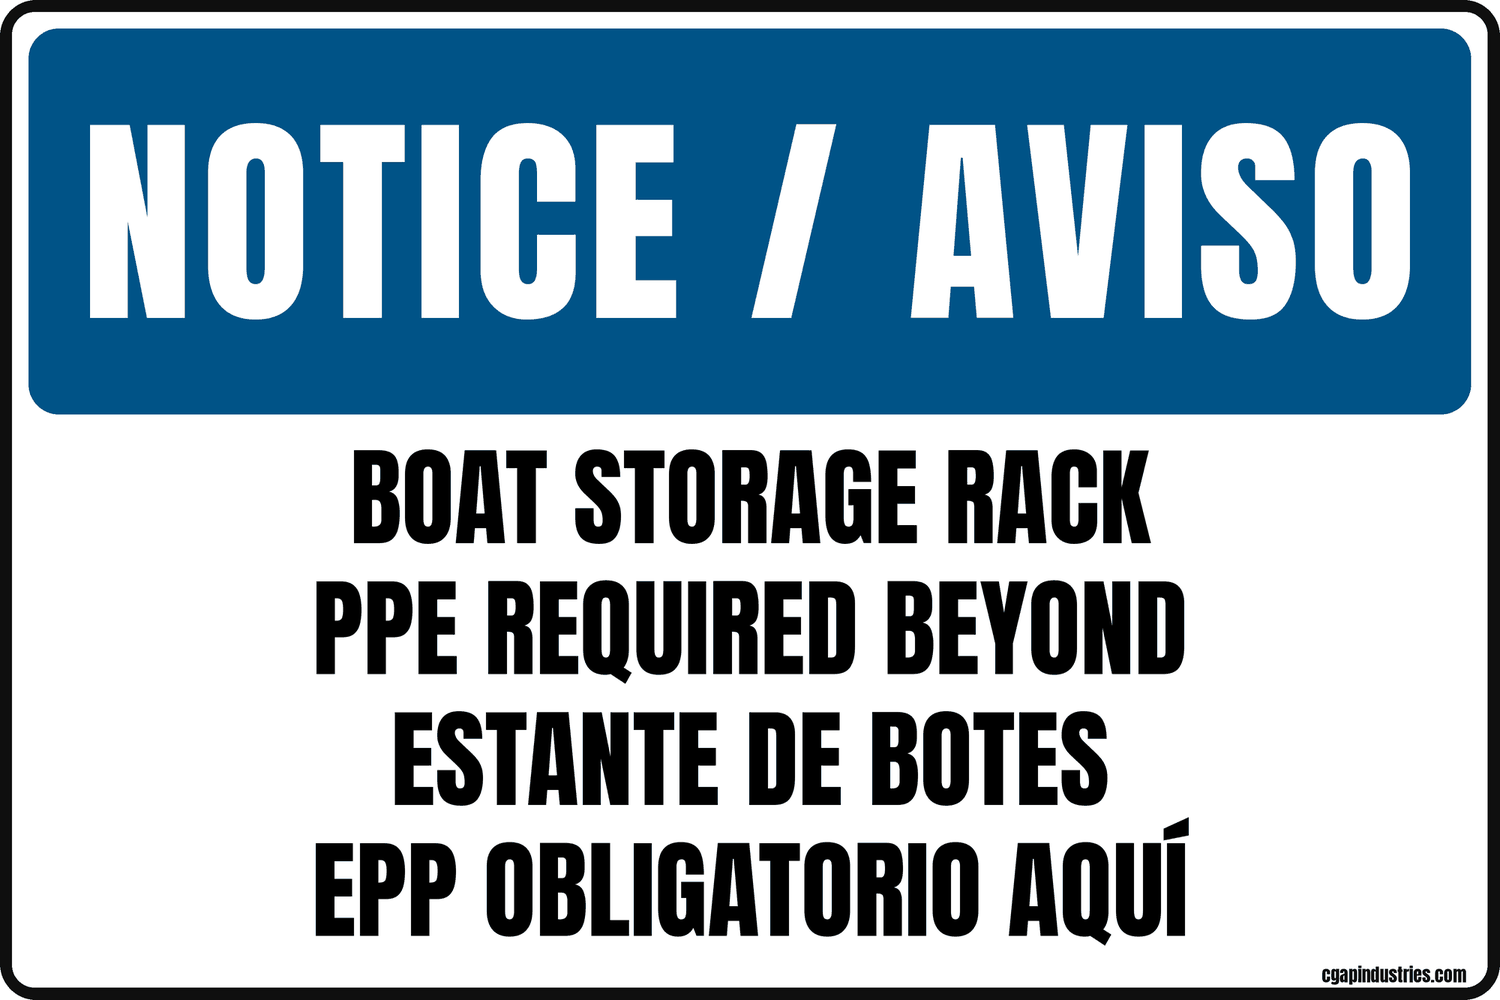 NOTICE / AVISO
BOAT STORAGE RACK
PPE REQUIRED BEYOND
ESTANTE DE BOTES
EPP OBLIGATORIO AQUÍ
cgapindustries.com